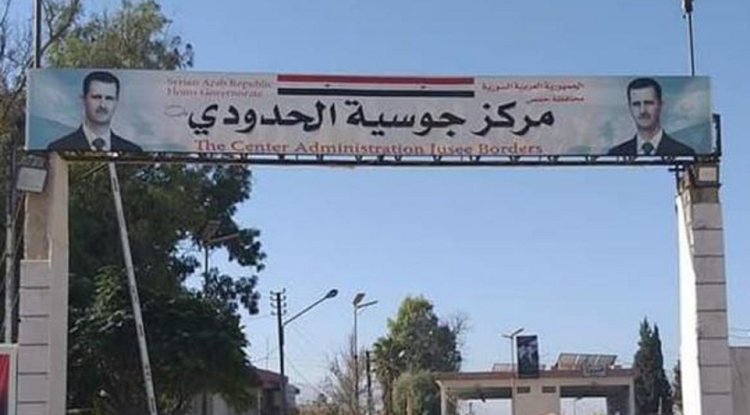 Syrian Arab Republic
Homs Governorate
الجمهورية العربية السورية
محافظة حمص
مركز جوسية الحدودي
The Center Administration Jusee Borders